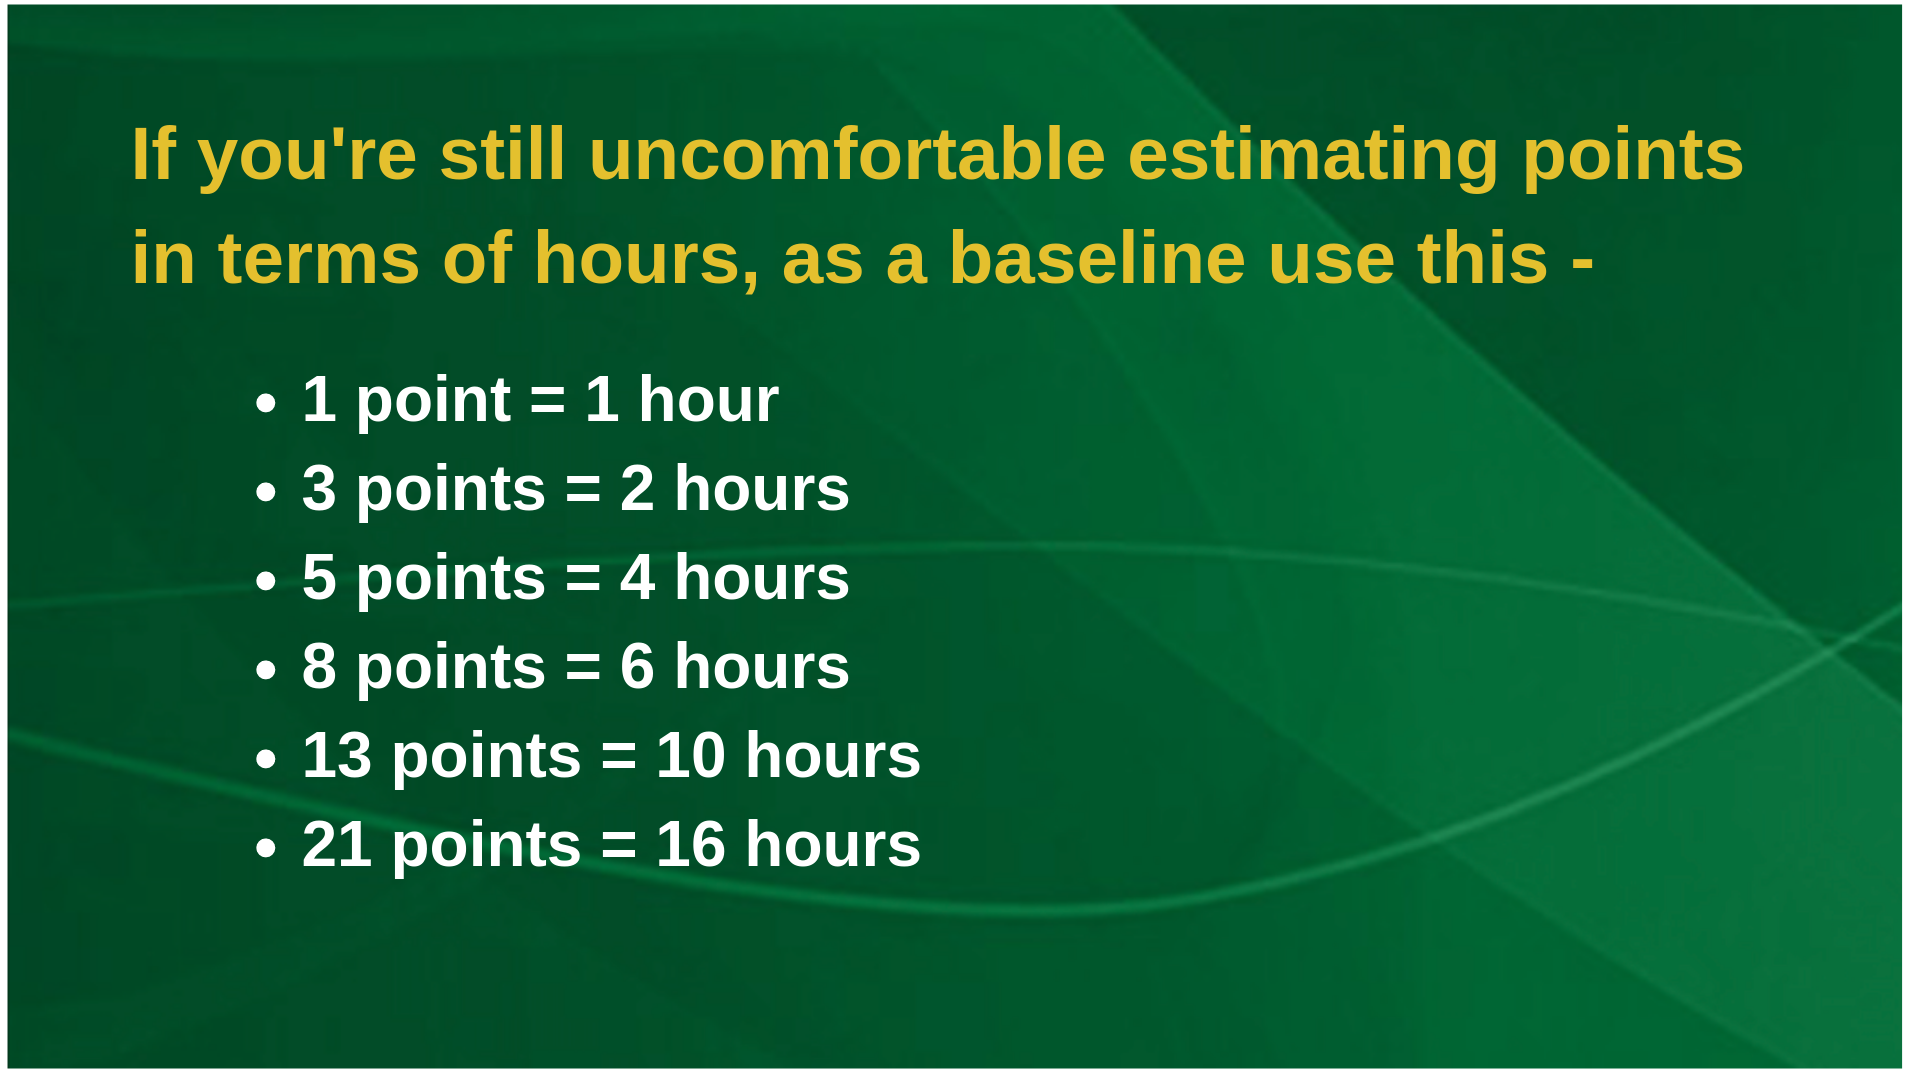 If you're still uncomfortable estimating points
in terms of hours, as a baseline use this -
• 1 point = 1 hour
• 3 points = 2 hours
• 5 points = 4 hours
• 8 points = 6 hours
• 13 points = 10 hours
• 21 points = 16 hours